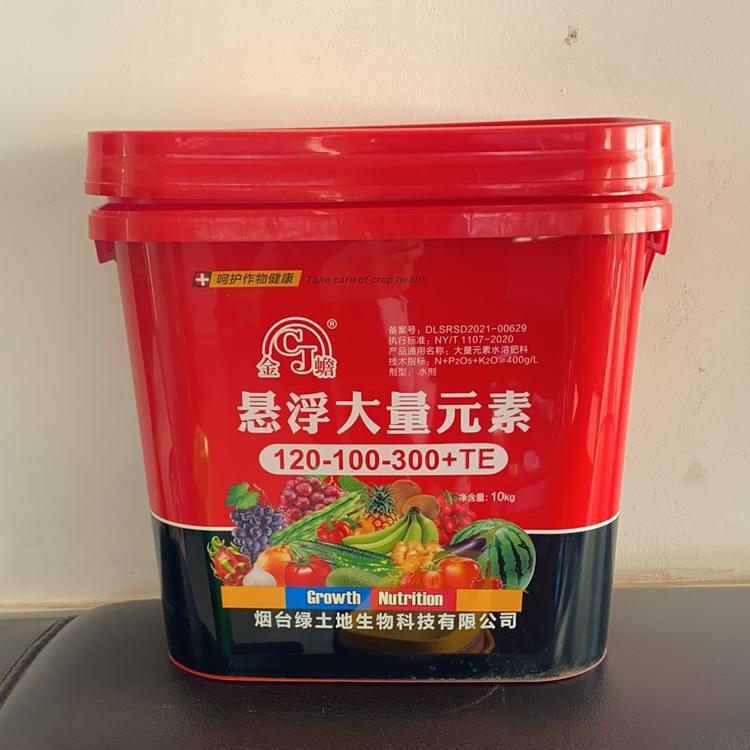 呵护作物健康 Take care of crop health
CJ®
金蟾
备案号：DLSRSD2021-00629
执行标准：NY/T 1107-2020
产品通用名称：大量元素水溶肥料
技术指标：N+P2O5+K2O≥400g/L
剂型：水剂
悬浮大量元素
120-100-300+TE
净含量：10kg
Growth Nutrition
烟台绿土地生物科技有限公司